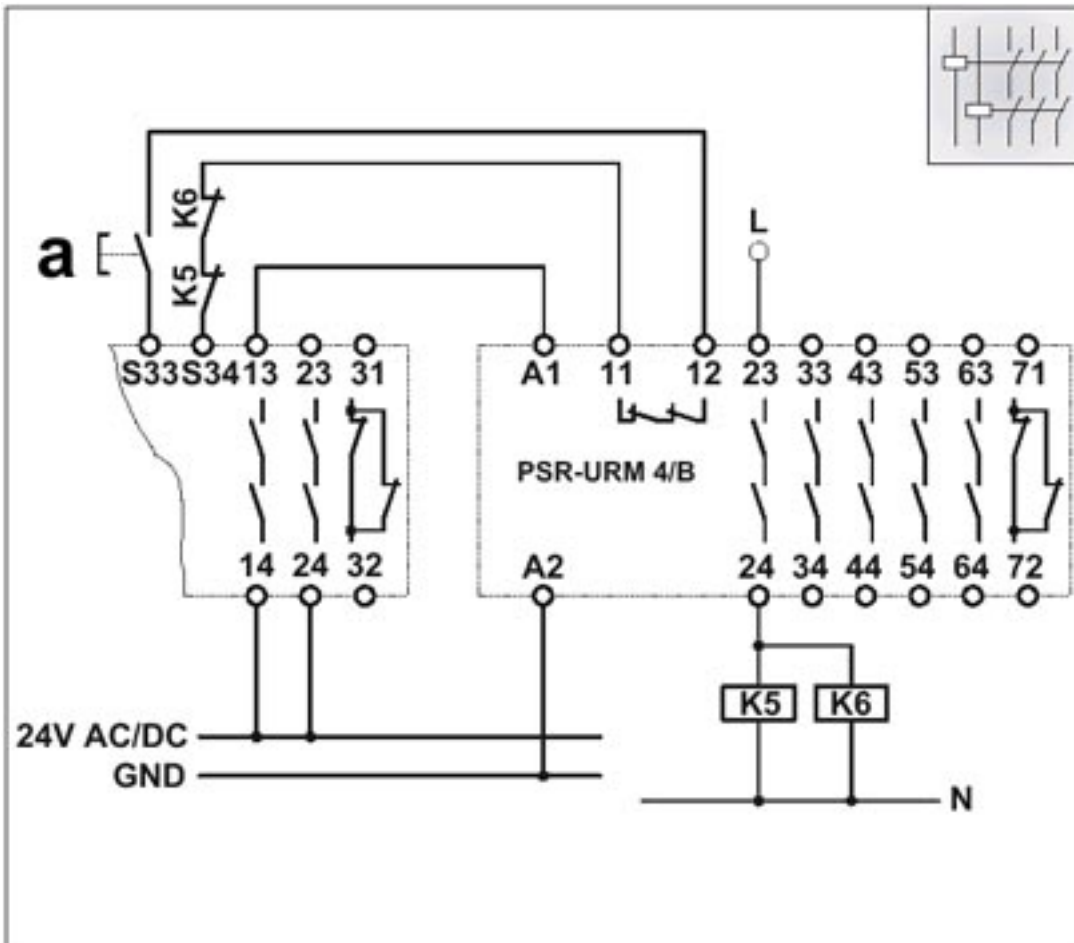 L
K6
a
K5
S33 S34 13 23 31
A1 11 12 23 33 43 53 63 71
PSR-URM 4/B
14 24 32
A2 24 34 44 54 64 72
K5 K6
24V AC/DC
GND
N